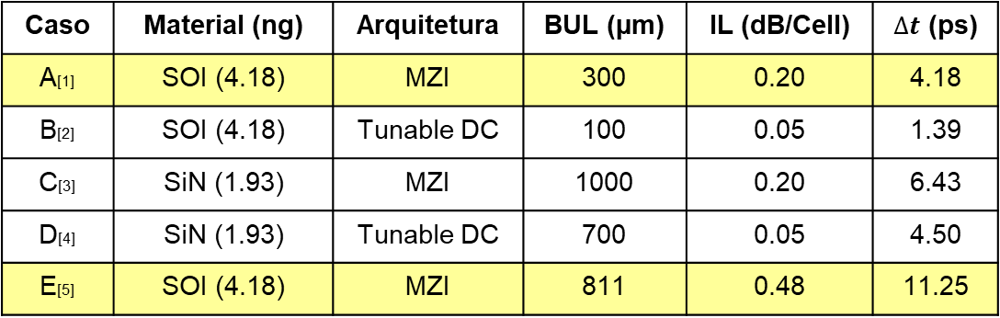 Caso Material (ng) Arquitetura BUL (μm) IL (dB/Cell) Δt (ps)
A[1] SOI (4.18) MZI 300 0.20 4.18
B[2] SOI (4.18) Tunable DC 100 0.05 1.39
C[3] SiN (1.93) MZI 1000 0.20 6.43
D[4] SiN (1.93) Tunable DC 700 0.05 4.50
E[5] SOI (4.18) MZI 811 0.48 11.25